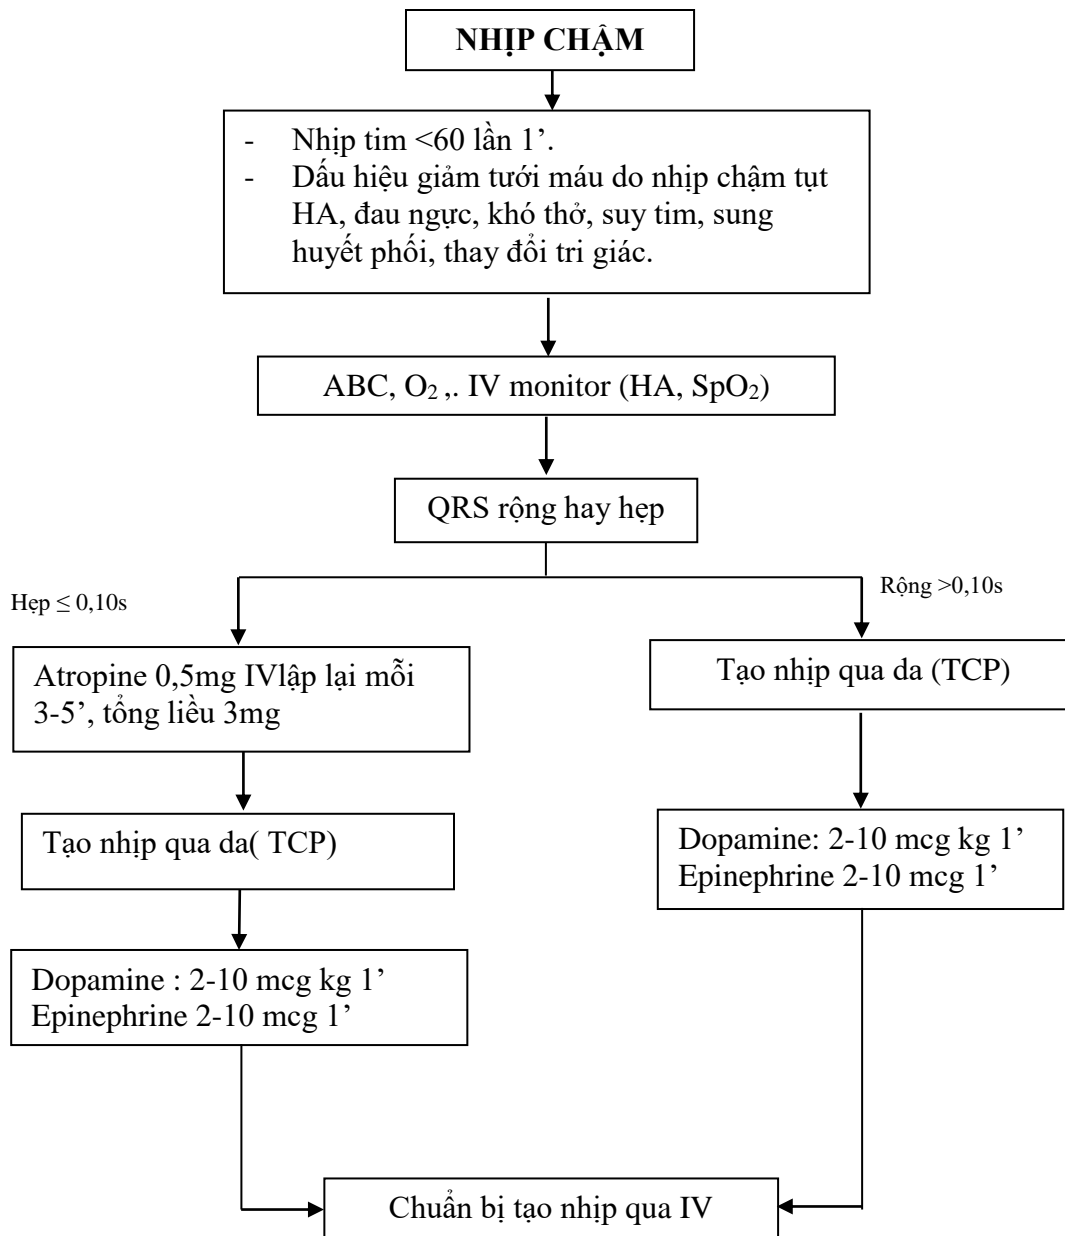 NHỊP CHẬM
- Nhịp tim <60 lần 1’.
- Dấu hiệu giảm tưới máu do nhịp chậm tụt
HA, đau ngực, khó thở, suy tim, sung
huyết phối, thay đổi tri giác.
ABC, O₂ ,. IV monitor (HA, SpO₂)
QRS rộng hay hẹp
Hẹp ≤ 0,10s
Rộng >0,10s
Atropine 0,5mg IVlập lại mỗi
3-5’, tổng liều 3mg
Tạo nhịp qua da (TCP)
Tạo nhịp qua da( TCP)
Dopamine: 2-10 mcg kg 1’
Epinephrine 2-10 mcg 1’
Dopamine : 2-10 mcg kg 1’
Epinephrine 2-10 mcg 1’
Chuẩn bị tạo nhịp qua IV